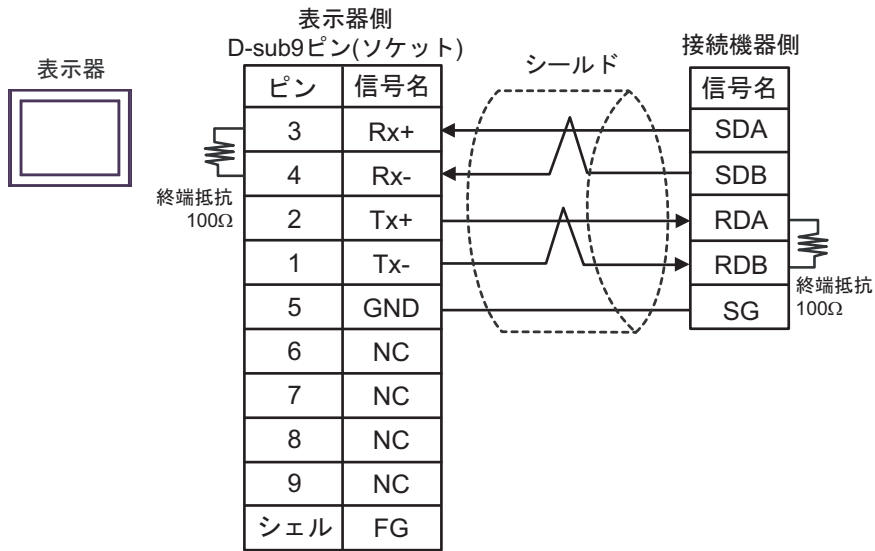 表示器
表示器側
D-sub9ピン(ソケット)
シールド
接続機器側
ピン 信号名
信号名
3 Rx+
SDA
4 Rx-
SDB
終端抵抗
100Ω
2 Tx+
RDA
1 Tx-
RDB
終端抵抗
100Ω
5 GND
SG
6 NC
7 NC
8 NC
9 NC
シェル FG